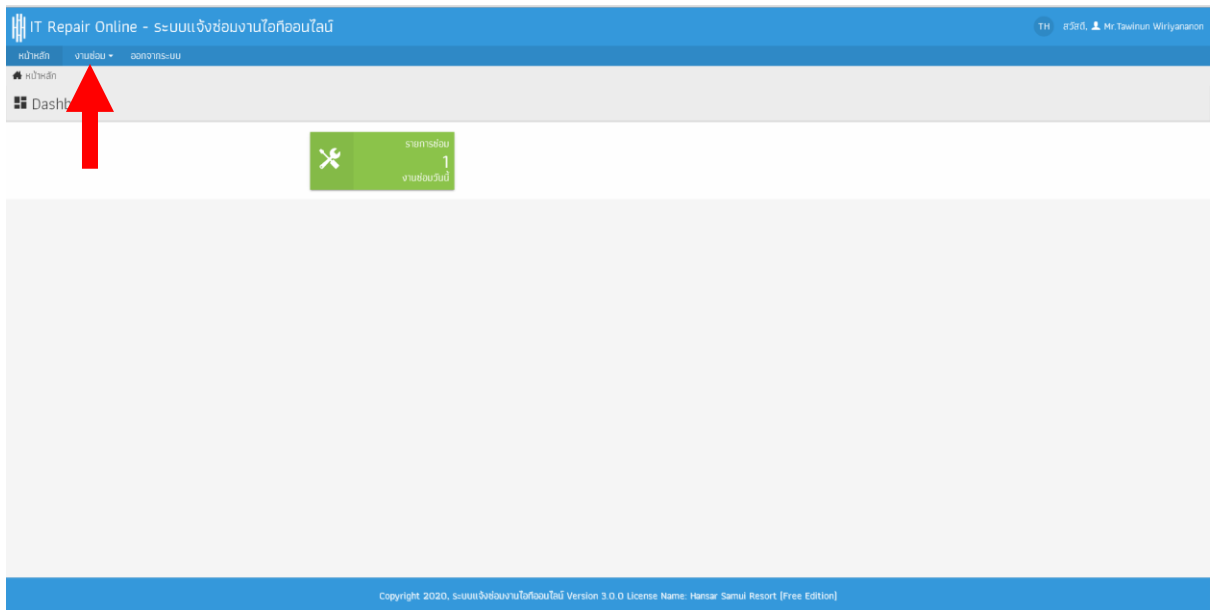 IT Repair Online - ระบบแจ้งซ่อมงานไอทีออนไลน์
TH สวัสดี, Mr.Tawinun Wiriyananon
หน้าหลัก งานซ่อม ออกจากระบบ
หน้าหลัก
Dashb
รายการซ่อม
1
งานซ่อมวันนี้
Copyright 2020, ระบบแจ้งซ่อมงานไอทีออนไลน์ Version 3.0.0 License Name: Hansar Samui Resort (Free Edition)